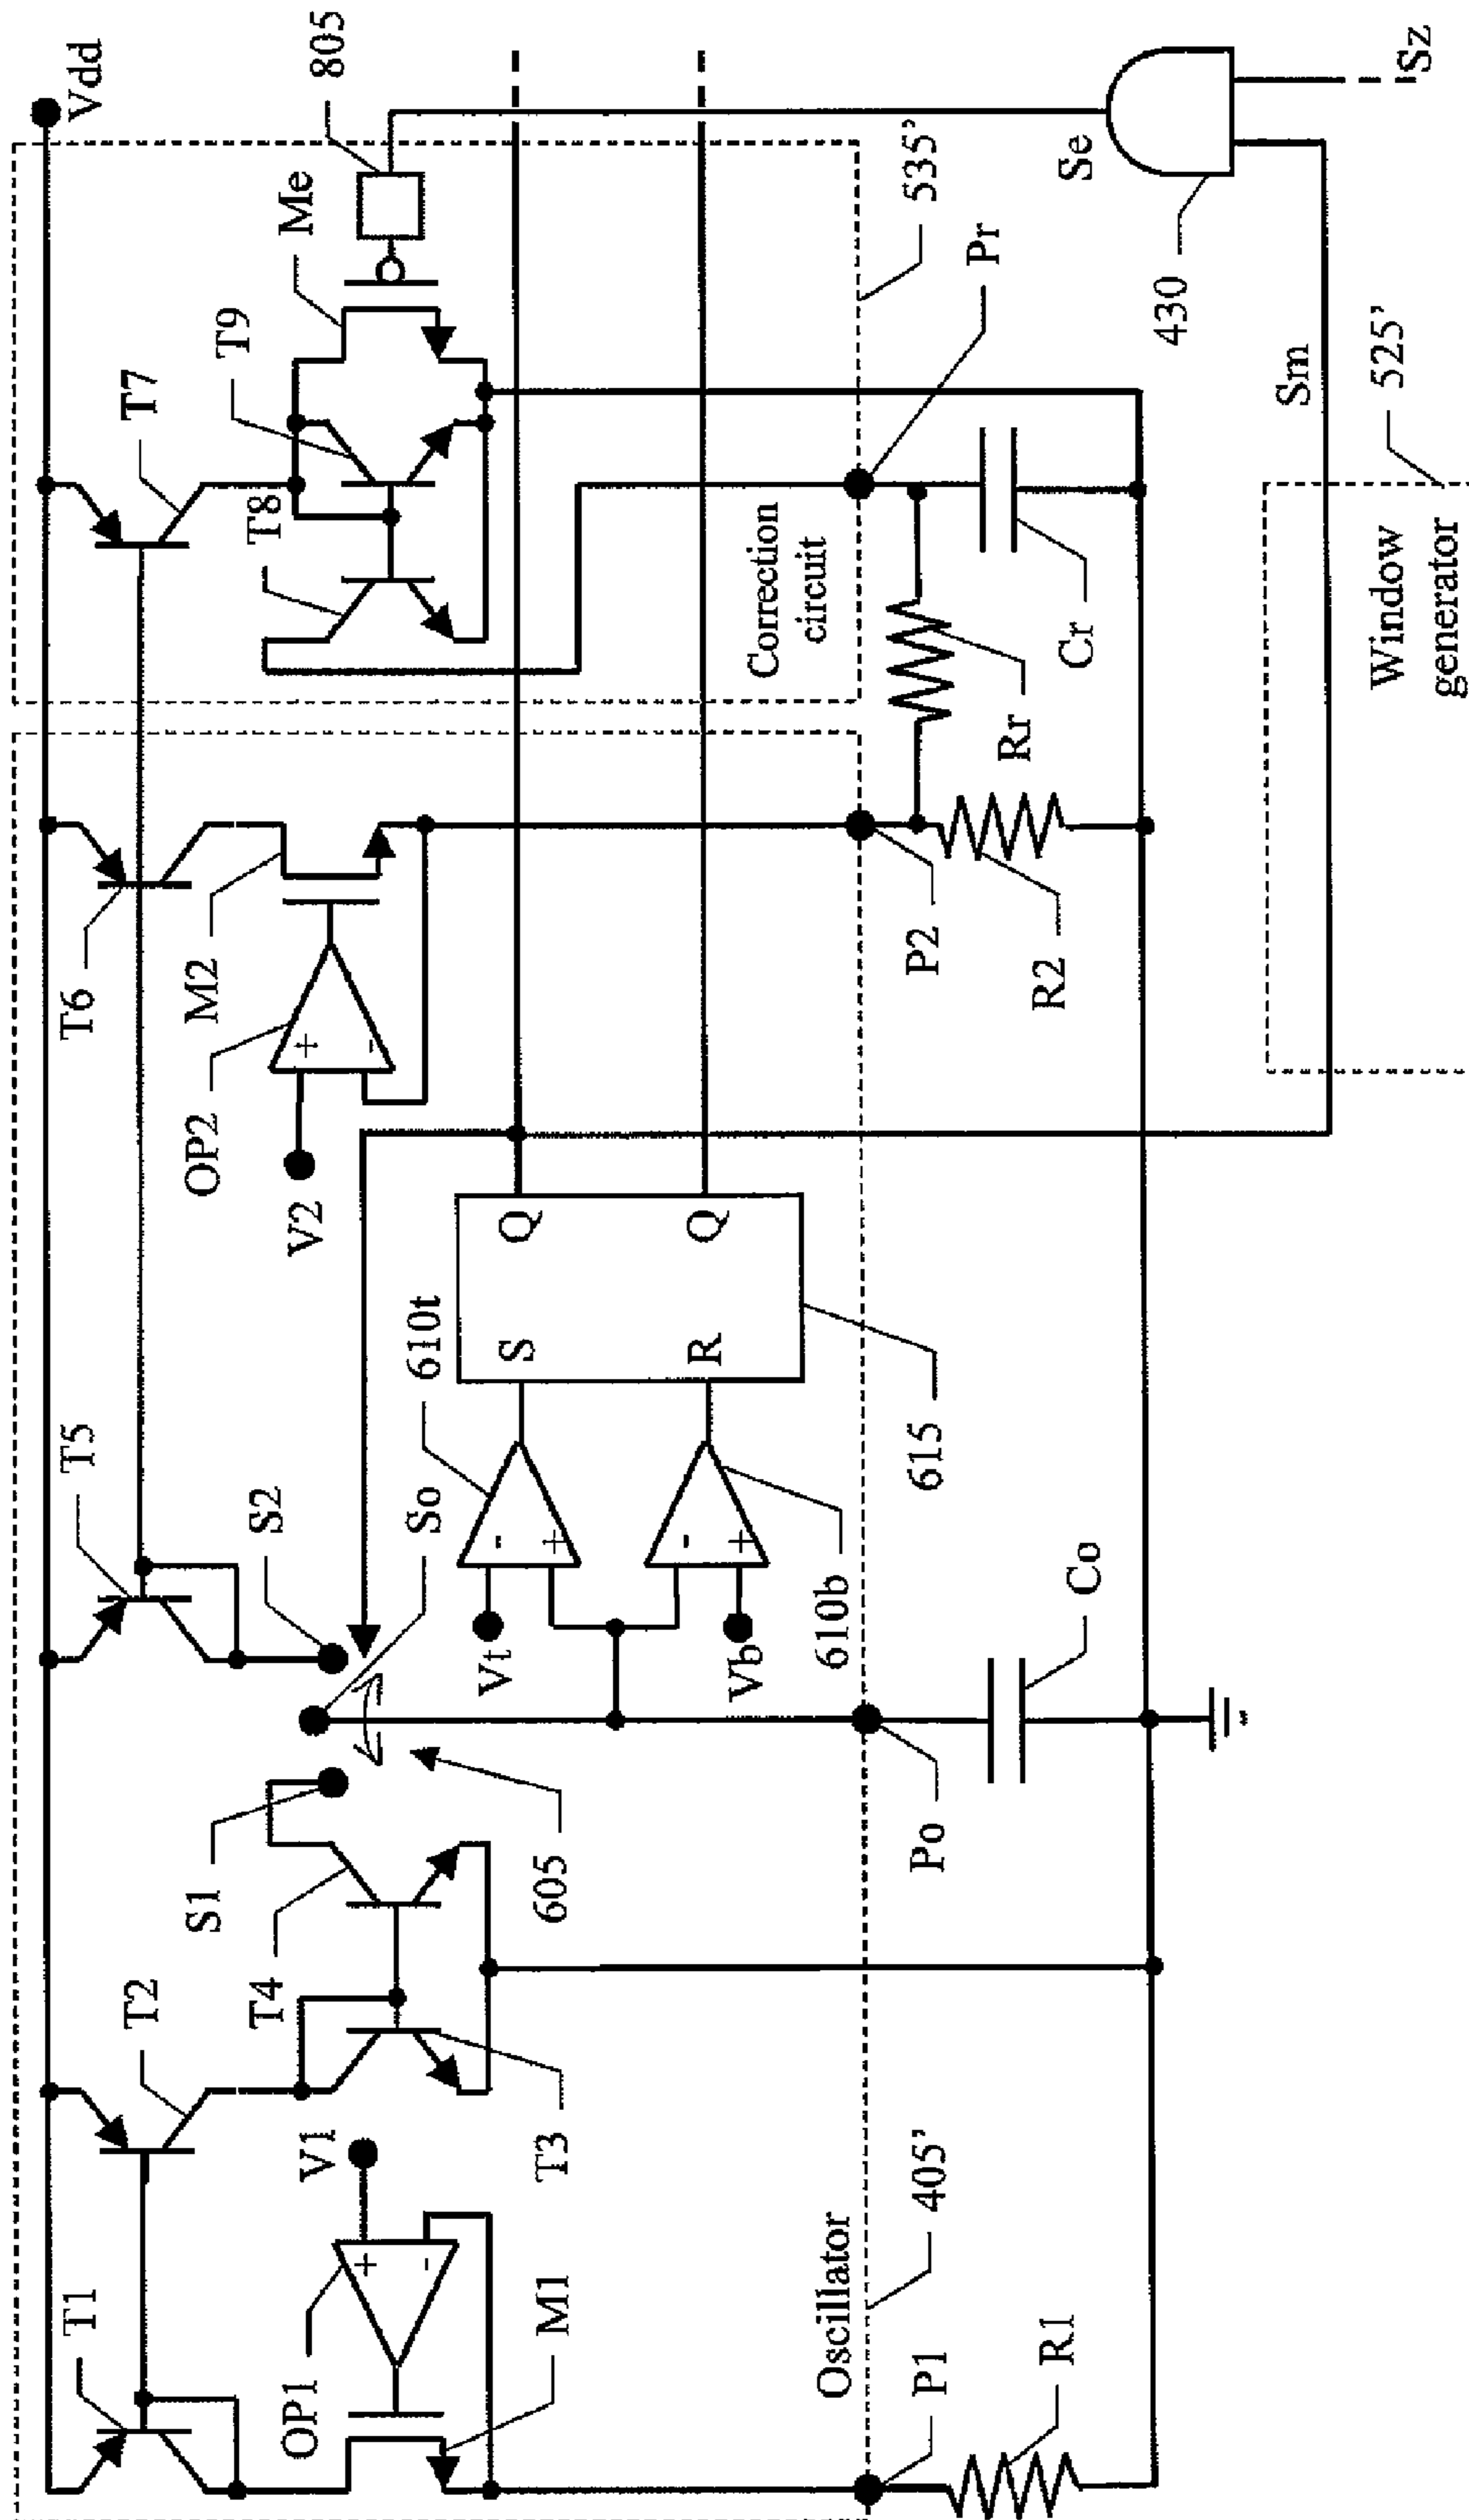 Vdd
T1
T2
T5
T6
T7
805
Me
T9
T8
OP1
V1
T4
S1
S2
V2
OP2
M2
M1
T3
605
So
610t
Vt
S
Q
Vb
R
Q
610b
615
Correction
circuit
Se
535'
Pr
430
Sz
Oscillator
405'
P1
R1
Po
Co
P2
R2
Rr
Cr
Sm
525'
Window
generator
+
-
-
+
-
+
+
-